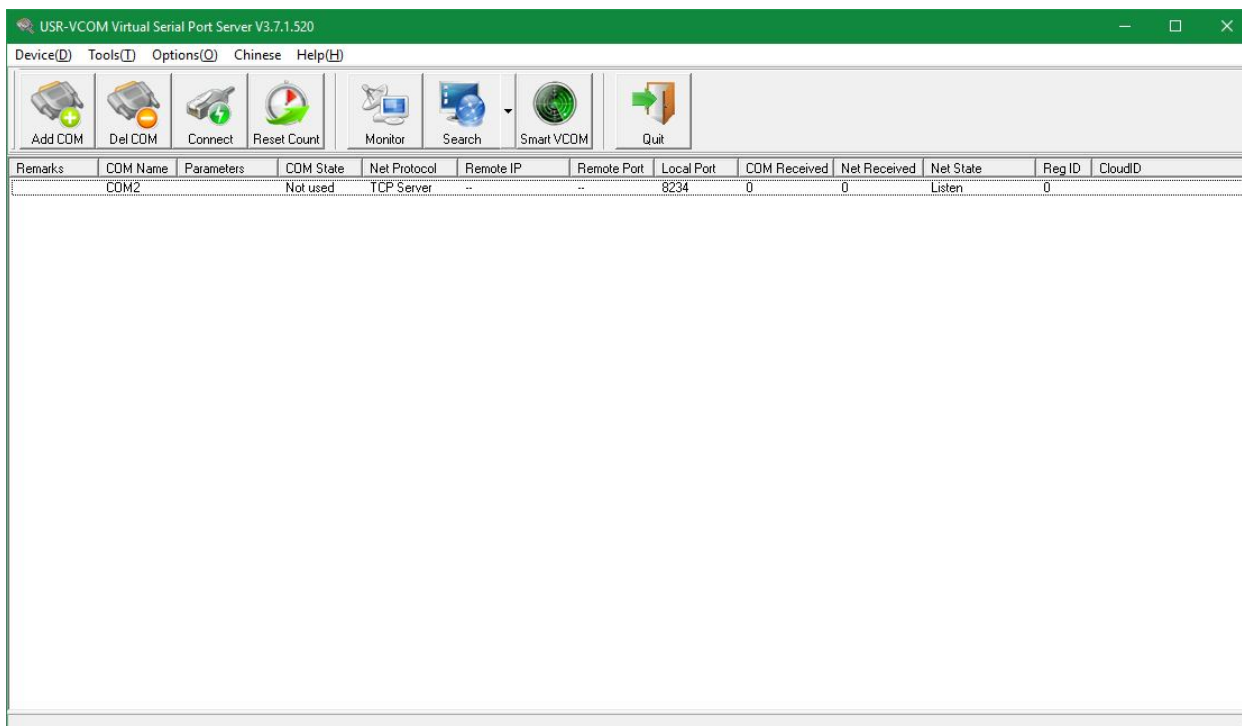 USR-VCOM Virtual Serial Port Server V3.7.1.520
Device(D) Tools(T) Options(O) Chinese Help(H)
Add COM Del COM Connect Reset Count Monitor Search Smart VCOM Quit
Remarks COM Name Parameters COM State Net Protocol Remote IP Remote Port Local Port COM Received Net Received Net State Reg ID CloudID
COM2 Not used TCP Server -- -- 8234 0 0 Listen 0